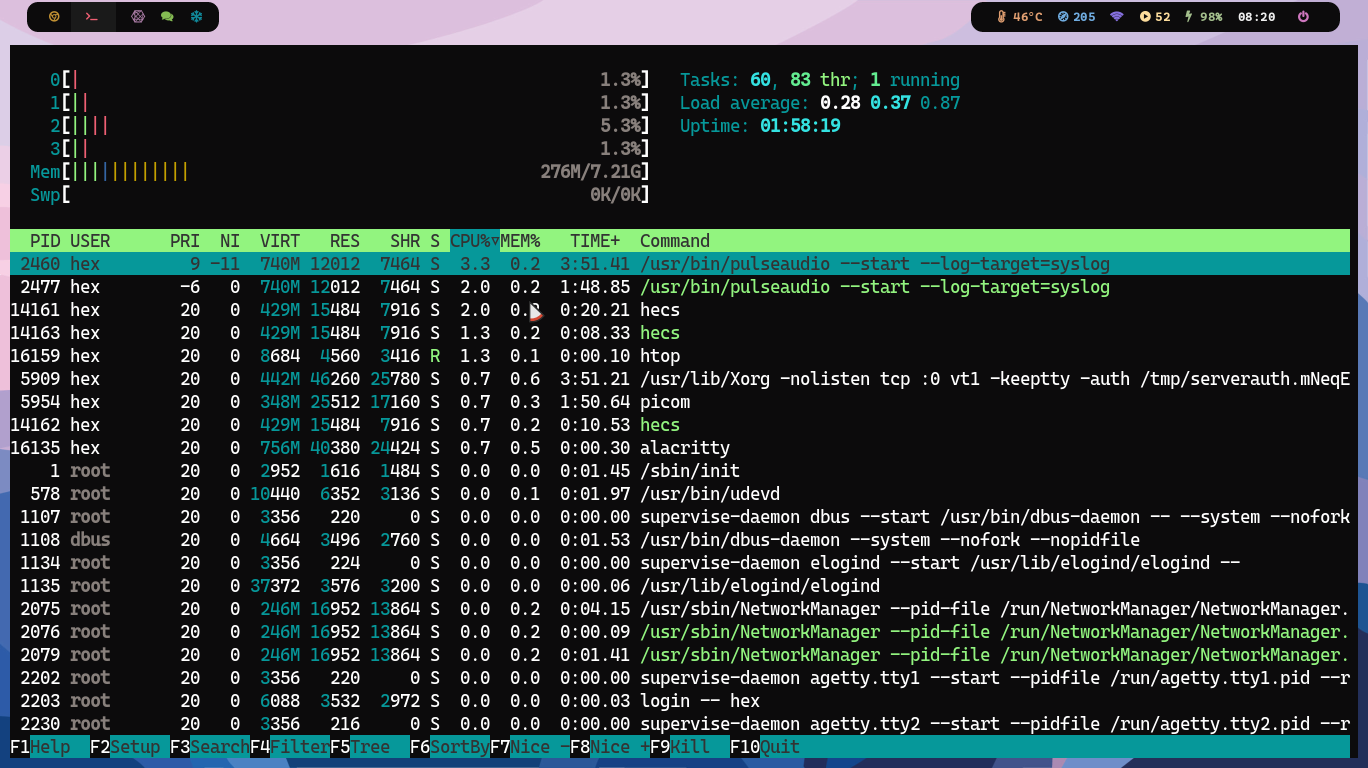 46°C 205 52 98% 08:20
0[| 1.3%] Tasks: 60, 83 thr; 1 running
1[|| 1.3%] Load average: 0.28 0.37 0.87
2[|||| 5.3%] Uptime: 01:58:19
3[|| 1.3%]
Mem[|||||||||||| 276M/7.21G]
Swp[ 0K/0K]
PID USER PRI NI VIRT RES SHR S CPU%▽MEM% TIME+ Command
2460 hex 9 -11 740M 12012 7464 S 3.3 0.2 3:51.41 /usr/bin/pulseaudio --start --log-target=syslog
2477 hex -6 0 740M 12012 7464 S 2.0 0.2 1:48.85 /usr/bin/pulseaudio --start --log-target=syslog
14161 hex 20 0 429M 15484 7916 S 2.0 0:20.21 hecs
14163 hex 20 0 429M 15484 7916 S 1.3 0.2 0:08.33 hecs
16159 hex 20 0 8684 4560 3416 R 1.3 0.1 0:00.10 htop
5909 hex 20 0 442M 46260 25780 S 0.7 0.6 3:51.21 /usr/lib/Xorg -nolisten tcp :0 vt1 -keeptty -auth /tmp/serverauth.mNeqE
5954 hex 20 0 348M 25512 17160 S 0.7 0.3 1:50.64 picom
14162 hex 20 0 429M 15484 7916 S 0.7 0.2 0:10.53 hecs
16135 hex 20 0 756M 40380 24424 S 0.7 0.5 0:00.30 alacritty
1 root 20 0 2952 1616 1484 S 0.0 0.0 0:01.45 /sbin/init
578 root 20 0 10440 6352 3136 S 0.0 0.1 0:01.97 /usr/bin/udevd
1107 root 20 0 3356 220 0 S 0.0 0.0 0:00.00 supervise-daemon dbus --start /usr/bin/dbus-daemon -- --system --nofork
1108 dbus 20 0 4664 3496 2760 S 0.0 0.0 0:01.53 /usr/bin/dbus-daemon --system --nofork --nopidfile
1134 root 20 0 3356 224 0 S 0.0 0.0 0:00.00 supervise-daemon elogind --start /usr/lib/elogind/elogind --
1135 root 20 0 37372 3576 3200 S 0.0 0.0 0:00.06 /usr/lib/elogind/elogind
2075 root 20 0 246M 16952 13864 S 0.0 0.2 0:04.15 /usr/sbin/NetworkManager --pid-file /run/NetworkManager/NetworkManager.
2076 root 20 0 246M 16952 13864 S 0.0 0.2 0:00.09 /usr/sbin/NetworkManager --pid-file /run/NetworkManager/NetworkManager.
2079 root 20 0 246M 16952 13864 S 0.0 0.2 0:01.41 /usr/sbin/NetworkManager --pid-file /run/NetworkManager/NetworkManager.
2202 root 20 0 3356 220 0 S 0.0 0.0 0:00.00 supervise-daemon agetty.tty1 --start --pidfile /run/agetty.tty1.pid --r
2203 root 20 0 6088 3532 2972 S 0.0 0.0 0:00.03 login -- hex
2230 root 20 0 3356 216 0 S 0.0 0.0 0:00.00 supervise-daemon agetty.tty2 --start --pidfile /run/agetty.tty2.pid --r
F1Help F2Setup F3SearchF4FilterF5Tree F6SortByF7Nice -F8Nice +F9Kill F10Quit